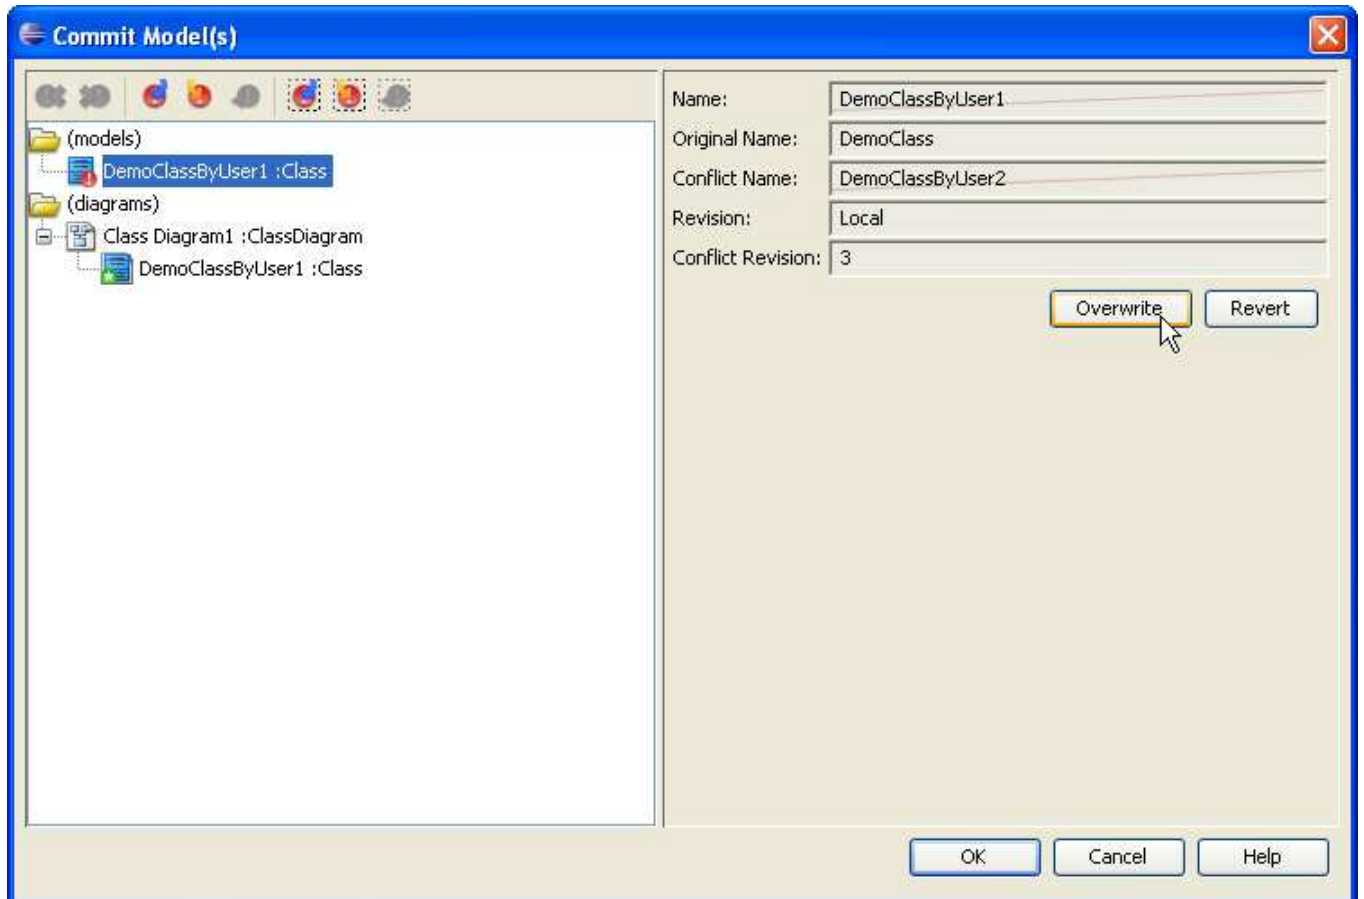 Commit Model(s)
(models)
DemoClassByUser1 :Class
(diagrams)
Class Diagram1 :ClassDiagram
DemoClassByUser1 :Class
Name: DemoClassByUser1
Original Name: DemoClass
Conflict Name: DemoClassByUser2
Revision: Local
Conflict Revision: 3
Overwrite Revert
OK Cancel Help